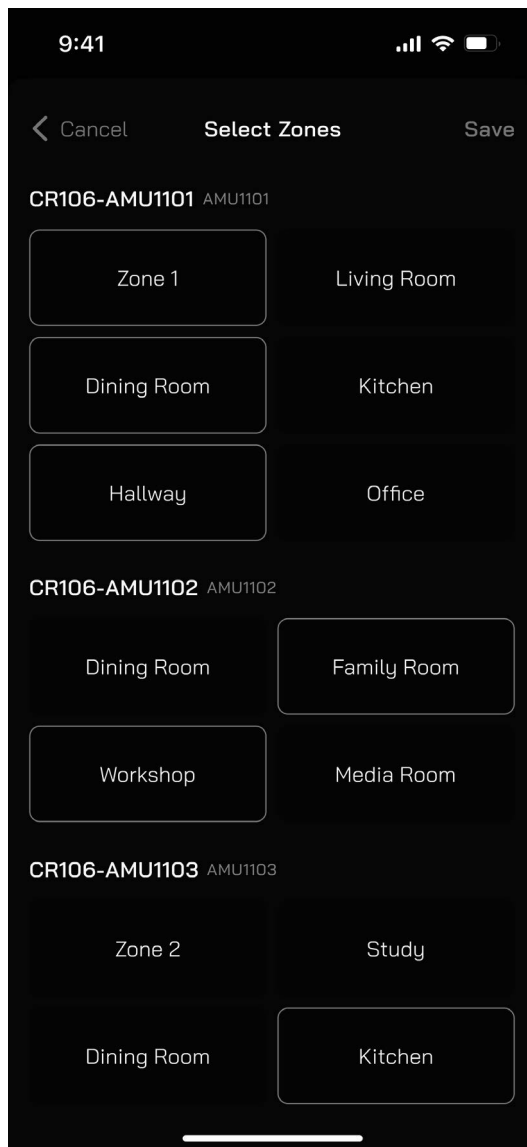 9:41
Cancel Select Zones Save
CR106-AMU1101 AMU1101
Zone 1 Living Room
Dining Room Kitchen
Hallway Office
CR106-AMU1102 AMU1102
Dining Room Family Room
Workshop Media Room
CR106-AMU1103 AMU1103
Zone 2 Study
Dining Room Kitchen